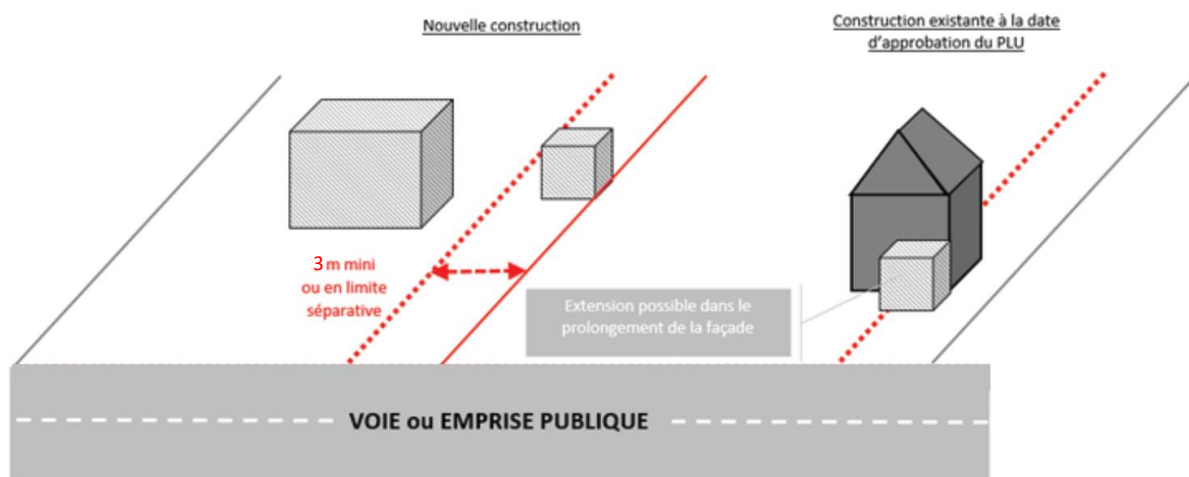 Nouvelle construction
Construction existante à la date
d'approbation du PLU
3 m mini
ou en limite
séparative
Extension possible dans le
prolongement de la façade
VOIE ou EMPRISE PUBLIQUE